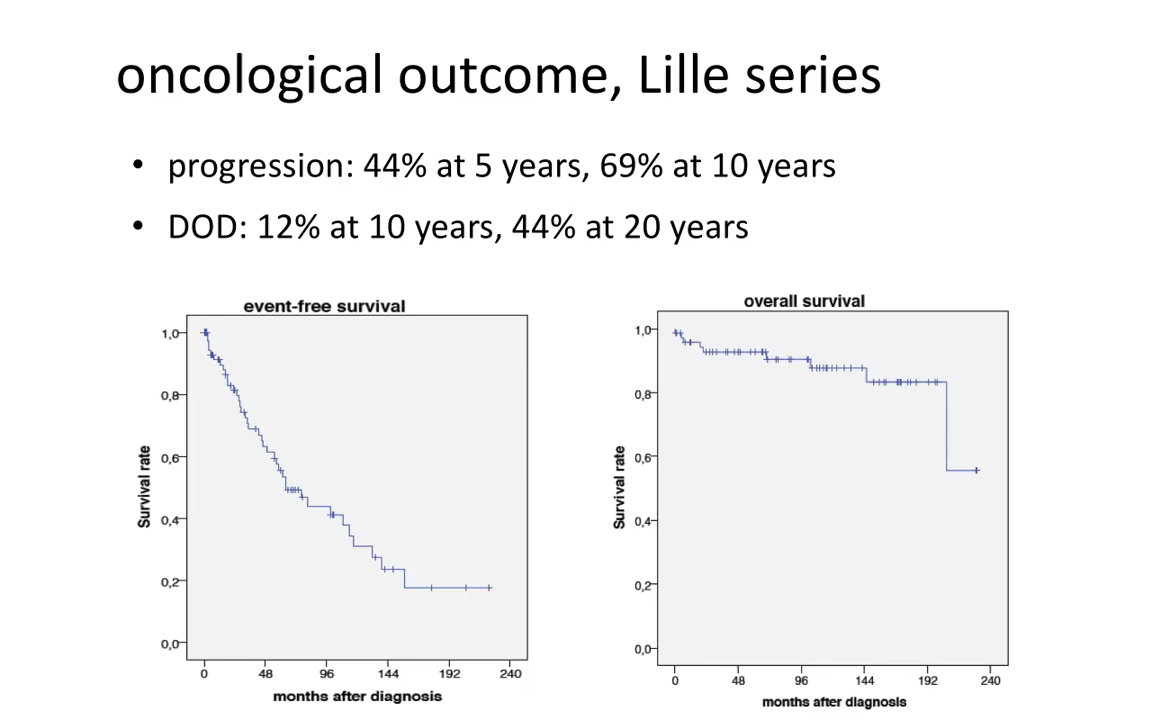 oncological outcome, Lille series
• progression: 44% at 5 years, 69% at 10 years
• DOD: 12% at 10 years, 44% at 20 years
event-free survival
1,0
0,8
0,6
0,4
0,2
0,0
Survival rate
0 48 96 144 192 240
months after diagnosis
overall survival
1,0
0,8
0,6
0,4
0,2
0,0
Survival rate
0 48 96 144 192 240
months after diagnosis